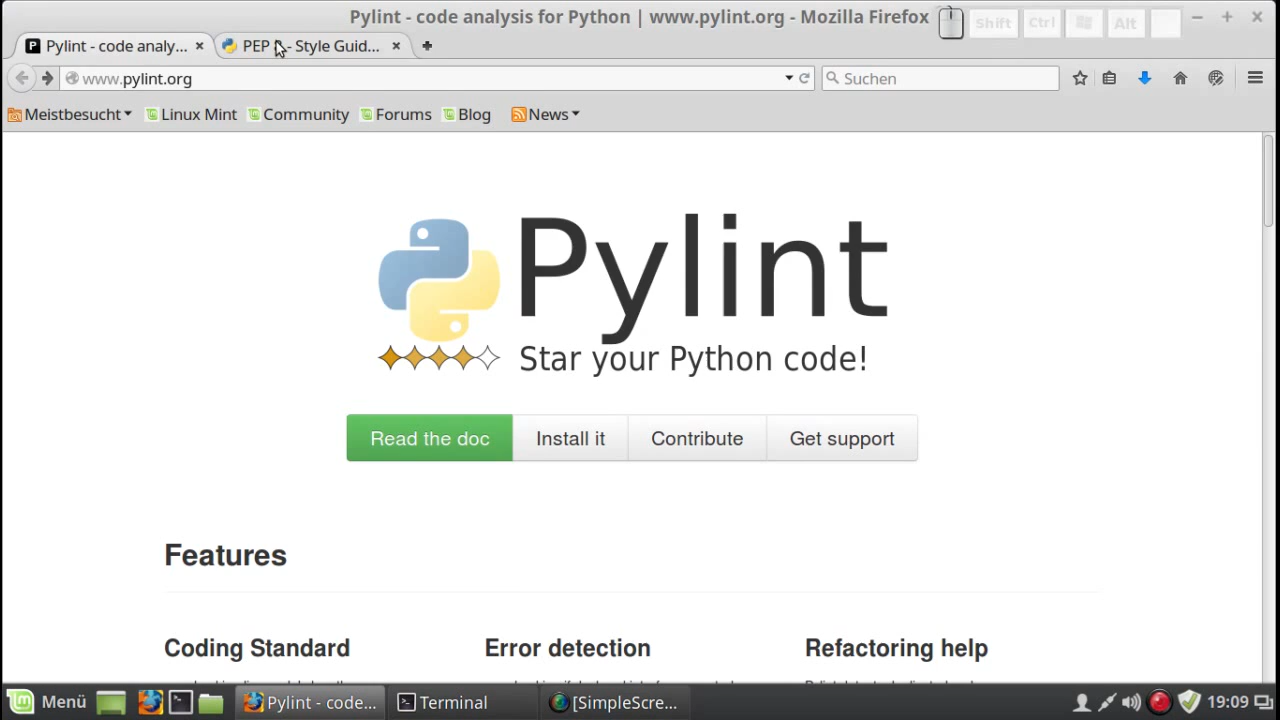 Pylint - code analysis for Python | www.pylint.org - Mozilla Firefox
Shift Ctrl Alt
Pylint - code analy...
PEP - Style Guid...
www.pylint.org
Suchen
Meistbesucht Linux Mint Community Forums Blog News
Pylint
Star your Python code!
Read the doc Install it Contribute Get support
Features
Coding Standard Error detection Refactoring help
Menü Pylint - code... Terminal [SimpleScre... 19:09